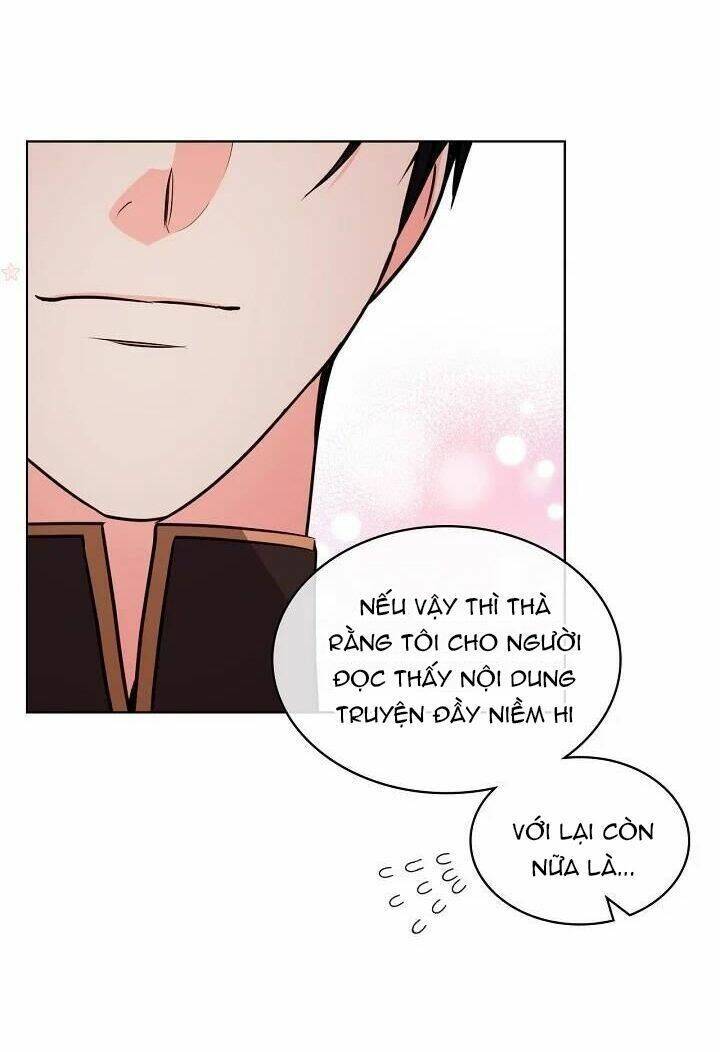 NẾU VẬY THÌ THÀ
RẰNG TÔI CHO NGƯỜI
ĐỌC THẤY NỘI DUNG
TRUYỆN ĐẦY NIỀM HI
VỚI LẠI CÒN
NỮA LÀ...